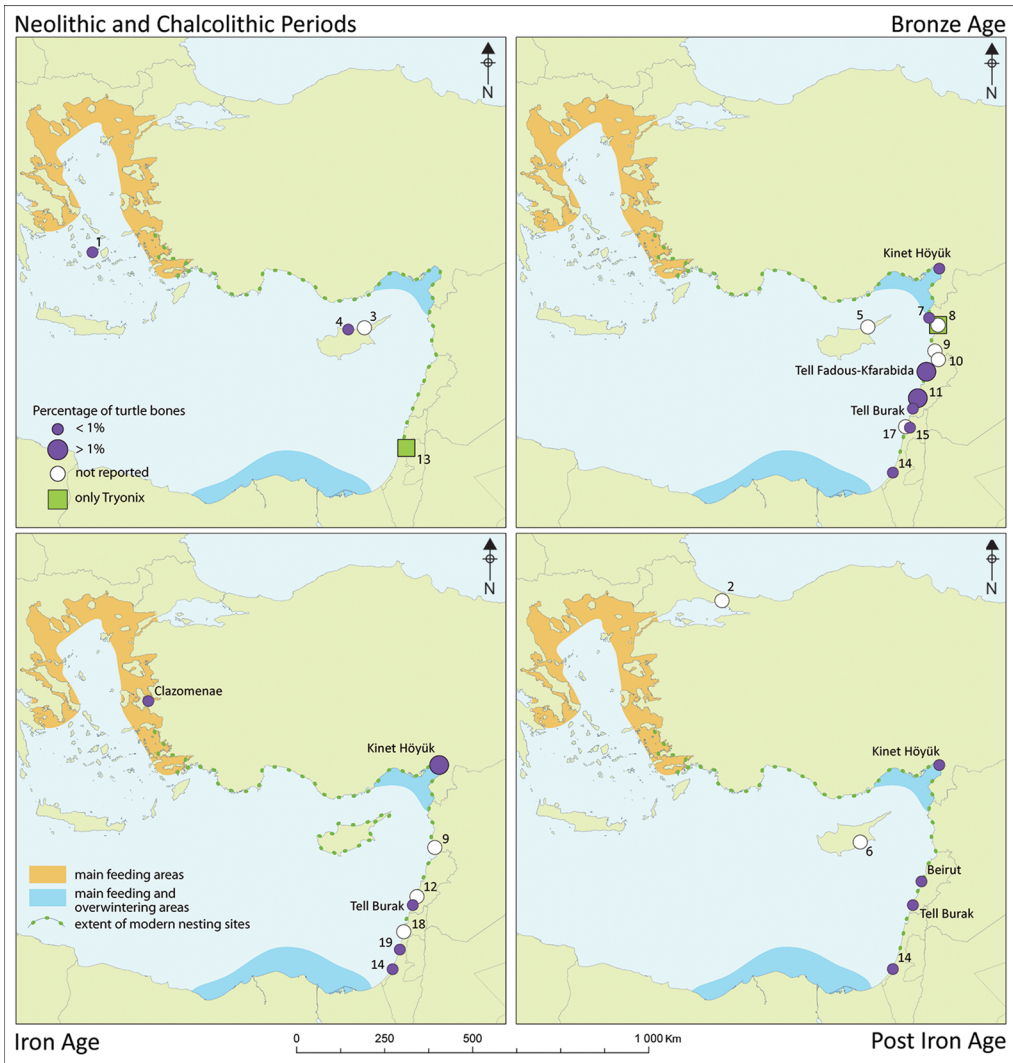 Neolithic and Chalcolithic Periods
Bronze Age
N
1
4
3
13
Percentage of turtle bones
< 1%
> 1%
not reported
only Tryonix
N
Kinet Höyük
5
7
8
9
10
Tell Fadous-Kfarabida
11
Tell Burak
17
15
14
N
Clazomenae
Kinet Höyük
9
12
Tell Burak
18
19
14
main feeding areas
main feeding and
overwintering areas
extent of modern nesting sites
N
2
Kinet Höyük
6
Beirut
Tell Burak
14
Iron Age
0
250
500
1 000 Km
Post Iron Age